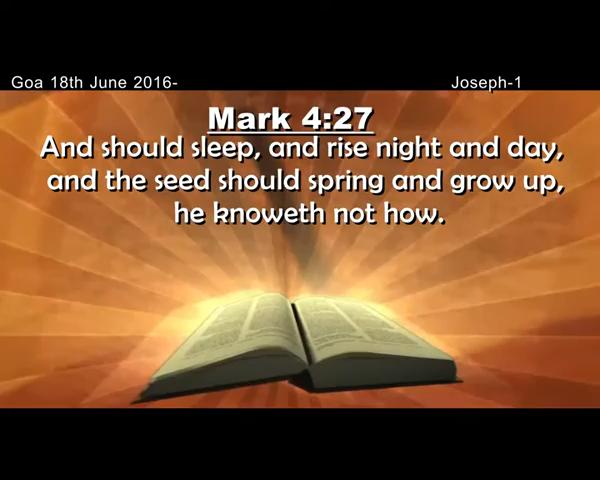 Goa 18th June 2016-
Joseph-1
Mark 4:27
And should sleep, and rise night and day,
and the seed should spring and grow up,
he knoweth not how.